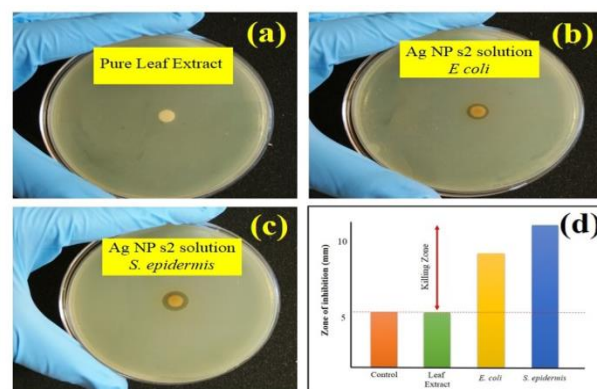 (a)
Pure Leaf Extract
(b)
Ag NP s2 solution
E coli
(c)
Ag NP s2 solution
S. epidermis
(d)
Zone of inhibition (mm)
10
5
Killing Zone
Control
Leaf
Extract
E. coli
S. epidermis